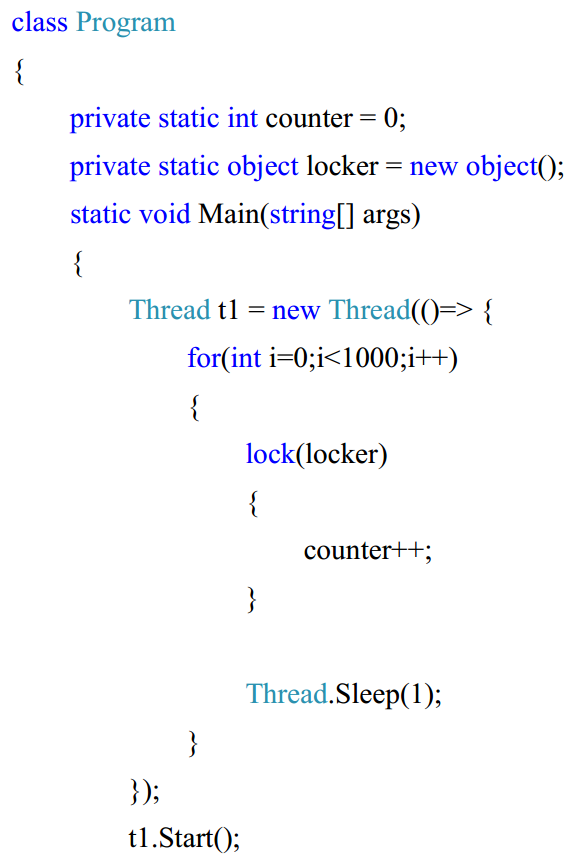 class Program
{
private static int counter = 0;
private static object locker = new object();
static void Main(string[] args)
{
Thread t1 = new Thread(()=> {
for(int i=0;i<1000;i++)
{
lock(locker)
{
counter++;
}
Thread.Sleep(1);
}
});
t1.Start();